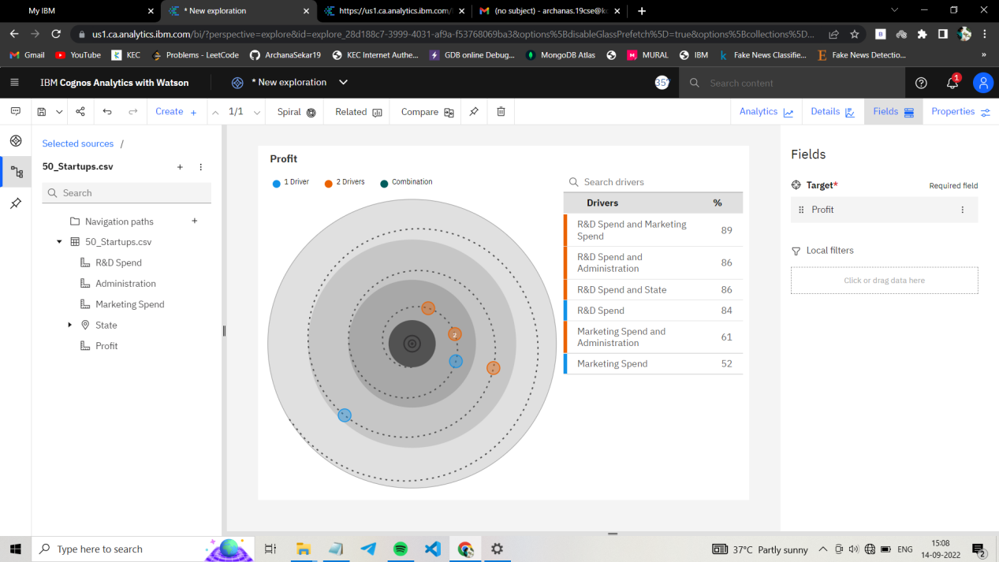 My IBM
* New exploration
https://us1.ca.analytics.ibm.com/
(no subject) - archanas.19cse@k
us1.ca.analytics.ibm.com/bi/?perspective=explore&id=explore_28d188c7-3999-4031-af9a-f53768069ba3&options%5BdisableGlassPrefetch%5D=true&options%5Bcollections%5D...
Gmail
YouTube
KEC
Problems - LeetCode
ArchanaSekar19
KEC Internet Authe...
GDB online Debug...
MongoDB Atlas
MURAL
IBM
Fake News Classifie...
Fake News Detectio...
»
IBM Cognos Analytics with Watson
* New exploration
35°
Search content
1
Create +
1/1
Spiral
Related
Compare
Analytics
Details
Fields
Properties
Selected sources /
50_Startups.csv
Search
Navigation paths
50_Startups.csv
R&D Spend
Administration
Marketing Spend
State
Profit
Profit
1 Driver
2 Drivers
Combination
2
Search drivers
Drivers %
R&D Spend and Marketing
Spend
89
R&D Spend and
Administration
86
R&D Spend and State 86
R&D Spend 84
Marketing Spend and
Administration
61
Marketing Spend 52
Fields
Target* Required field
Profit
Local filters
Click or drag data here
Type here to search
37°C Partly sunny
ENG
15:08
14-09-2022
2